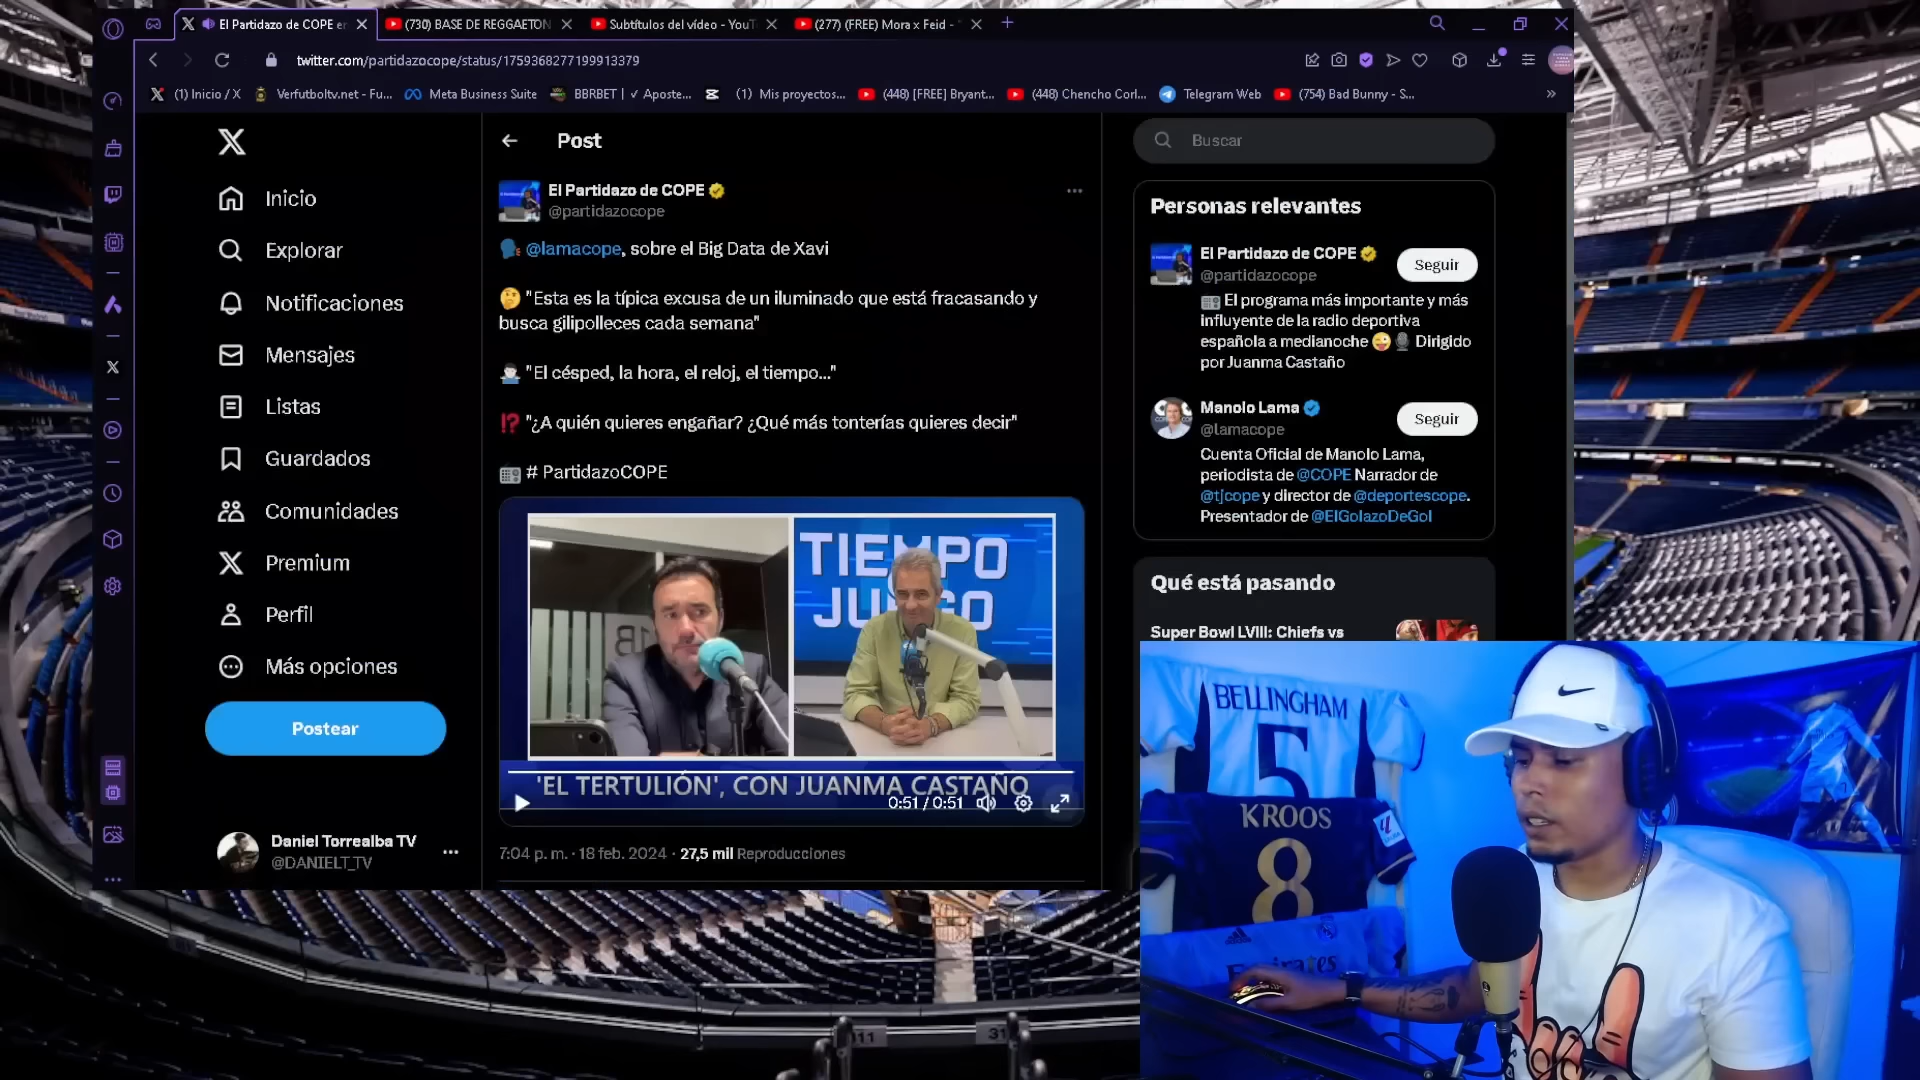 El Partidazo de COPE en
(730) BASE DE REGGAETON
Subtítulos del vídeo - YouT
(277) (FREE) Mora x Feid - "
twitter.com/partidazocope/status/1759368277199913379
(1) Inicio / X
Verfutboltv.net - Fu...
Meta Business Suite
BBRBET | ✓ Aposte...
(1) Mis proyectos...
(448) [FREE] Bryant...
(448) Chencho Corl...
Telegram Web
(754) Bad Bunny - S...
Inicio
Explorar
Notificaciones
Mensajes
Listas
Guardados
Comunidades
Premium
Perfil
Más opciones
Postear
Daniel Torrealba TV
@DANIELT_TV
Post
El Partidazo de COPE
@partidazocope
🗣️ @lamacope, sobre el Big Data de Xavi
🤔 "Esta es la típica excusa de un iluminado que está fracasando y
busca gilipolleces cada semana"
"El césped, la hora, el reloj, el tiempo..."
⁉️ "¿A quién quieres engañar? ¿Qué más tonterías quieres decir"
📻 # PartidazoCOPE
TIEMPO
JUEGO
'EL TERTULIÓN', CON JUANMA CASTAÑO
0:51 / 0:51
7:04 p. m. · 18 feb. 2024 · 27,5 mil Reproducciones
Buscar
Personas relevantes
El Partidazo de COPE
@partidazocope
Seguir
📻 El programa más importante y más
influyente de la radio deportiva
española a medianoche 😜🎙️ Dirigido
por Juanma Castaño
Manolo Lama
@lamacope
Seguir
Cuenta Oficial de Manolo Lama,
periodista de @COPE Narrador de
@tjcope y director de @deportescope.
Presentador de @ElGolazoDeGol
Qué está pasando
Super Bowl LVIII: Chiefs vs
BELLINGHAM
5
KROOS
8
adidas
Emirates
11
31